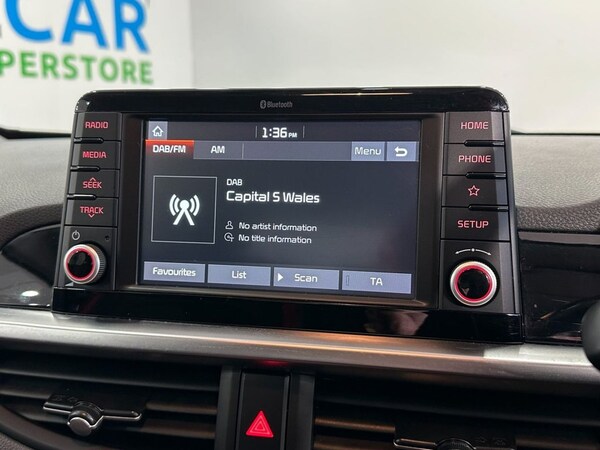 CAR
PERSTORE
Bluetooth
RADIO
MEDIA
SEEK
TRACK
1:36 PM
DAB/FM AM Menu
DAB
Capital S Wales
No artist information
No title information
Favourites List Scan TA
HOME
PHONE
SETUP